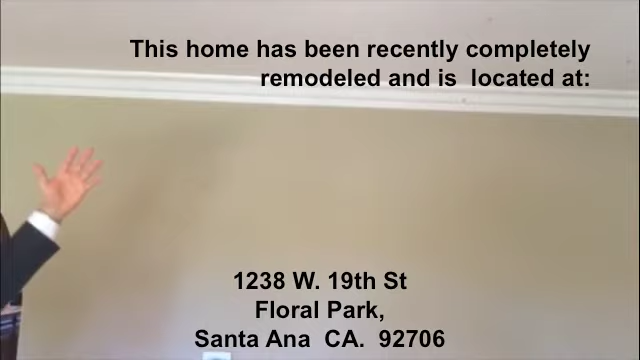 This home has been recently completely
remodeled and is located at:
1238 W. 19th St
Floral Park,
Santa Ana CA. 92706